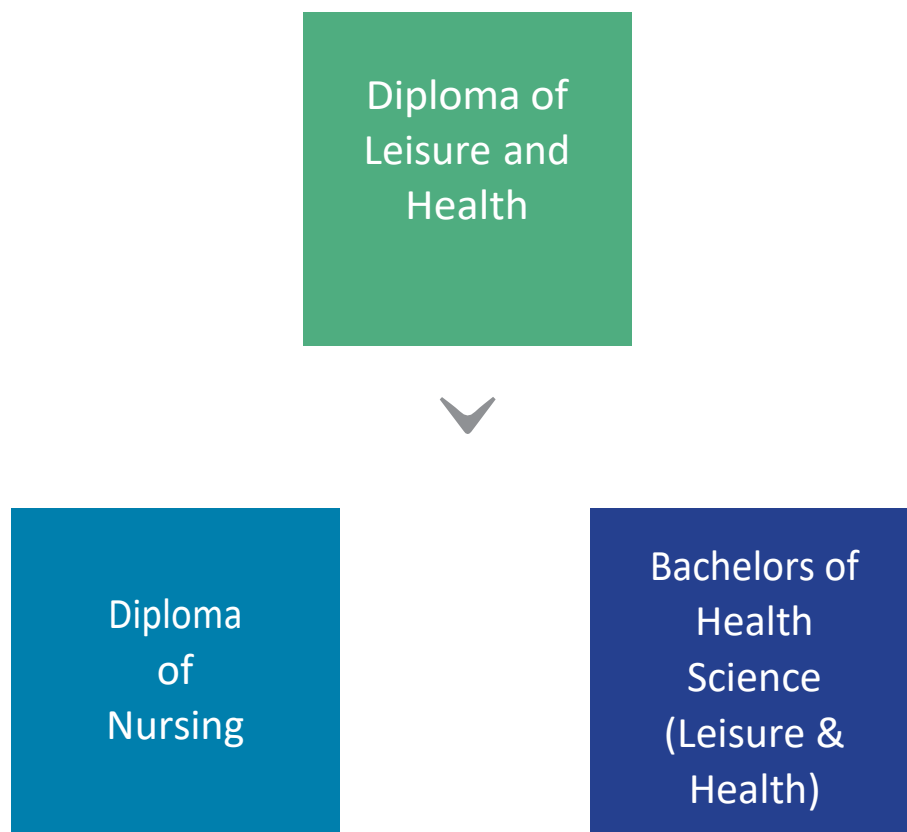 Diploma of
Leisure and
Health
Diploma
of
Nursing
Bachelors of
Health
Science
(Leisure &
Health)